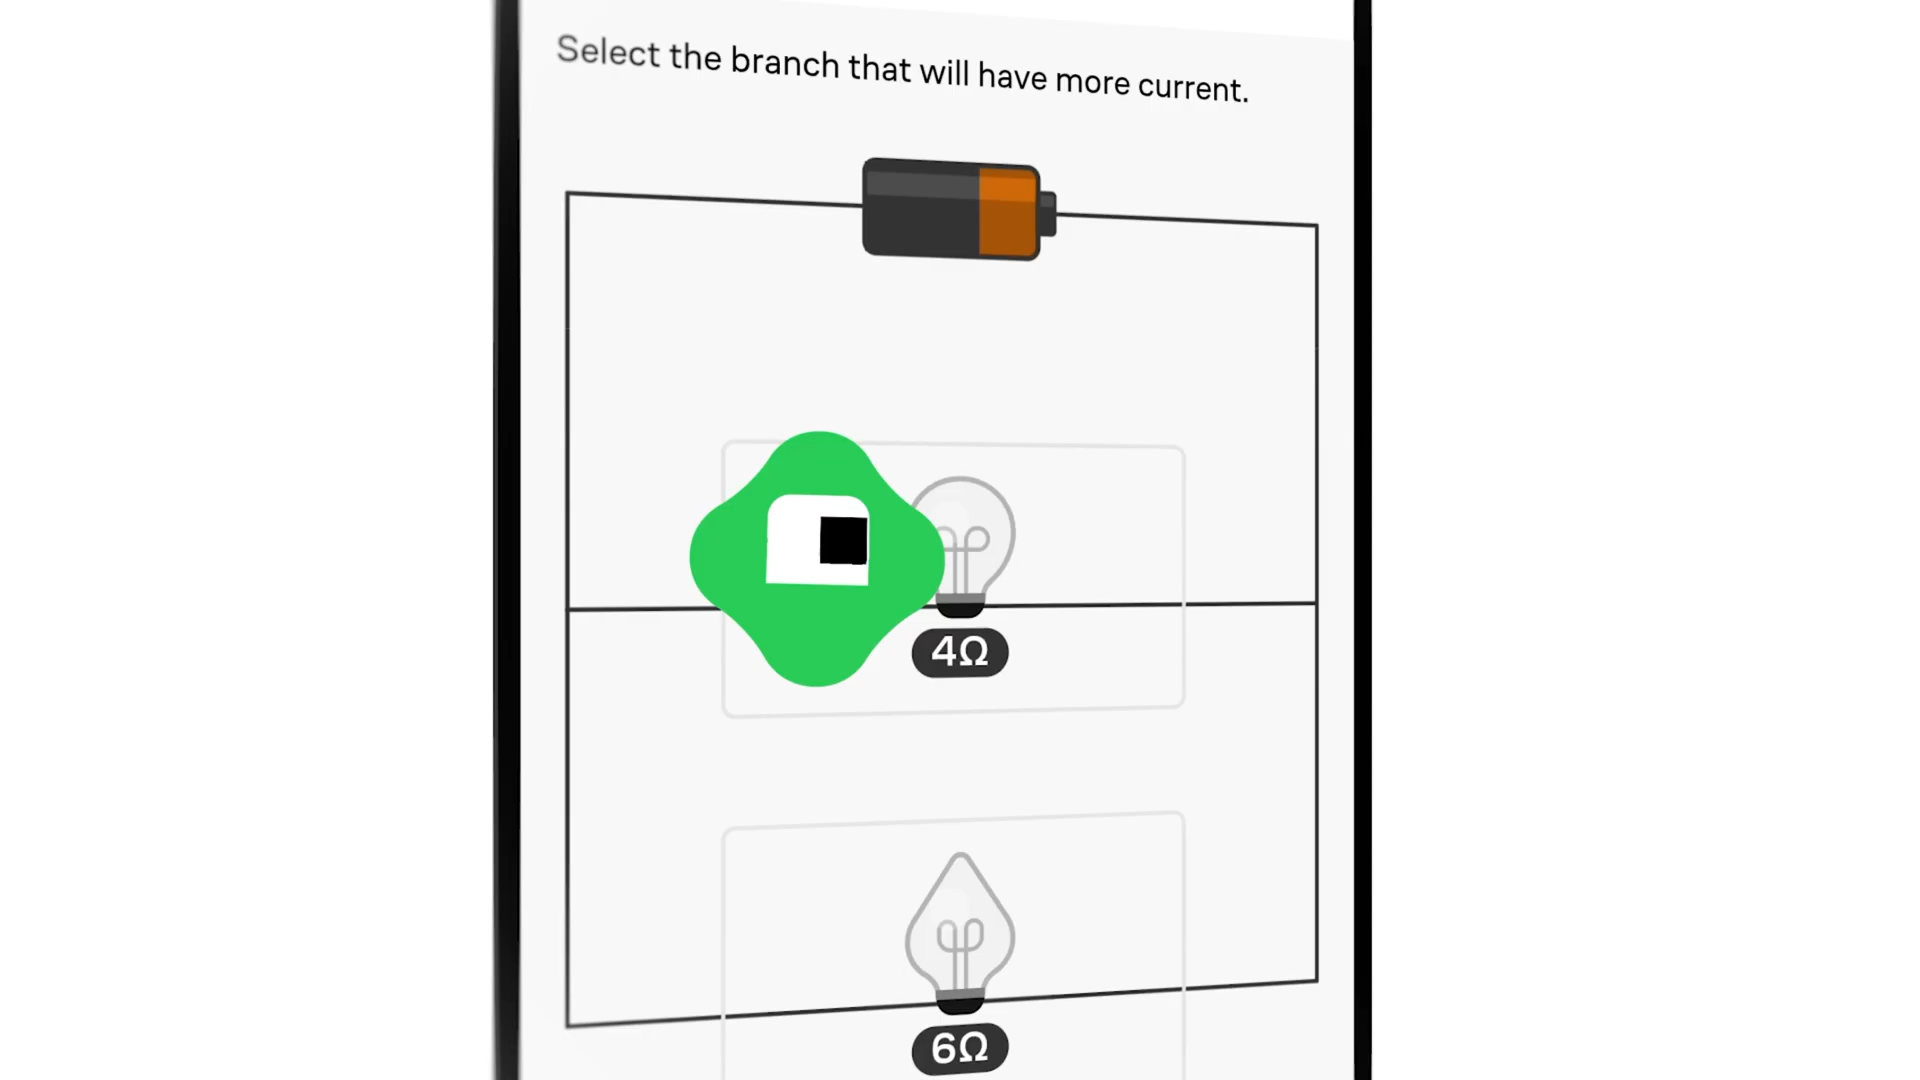 Select the branch that will have more current.
4Ω
6Ω